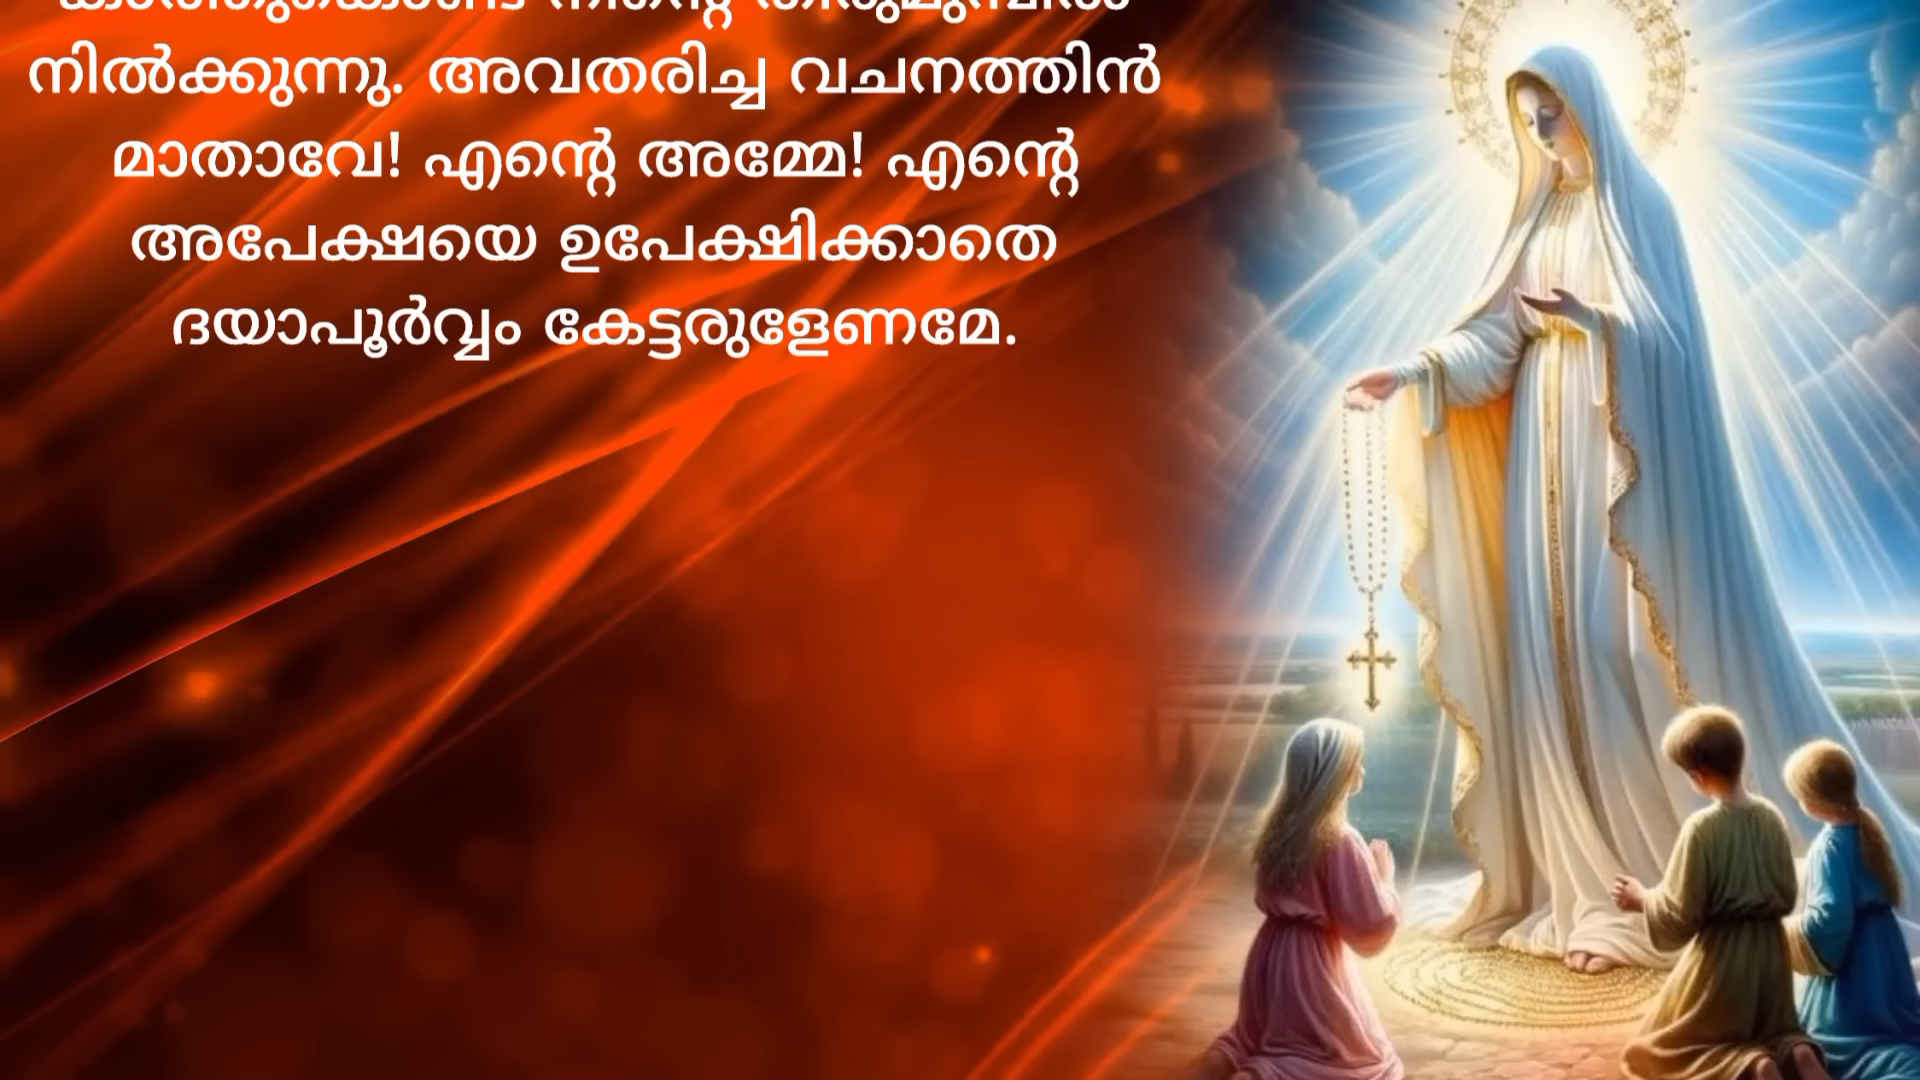 കാത്തുകൊണ്ട് നിന്റെ തിരുമുമ്പിൽ
നിൽക്കുന്നു. അവതരിച്ച വചനത്തിൻ
മാതാവേ! എന്റെ അമ്മേ! എന്റെ
അപേക്ഷയെ ഉപേക്ഷിക്കാതെ
ദയാപൂർവ്വം കേട്ടരുളേണമേ.